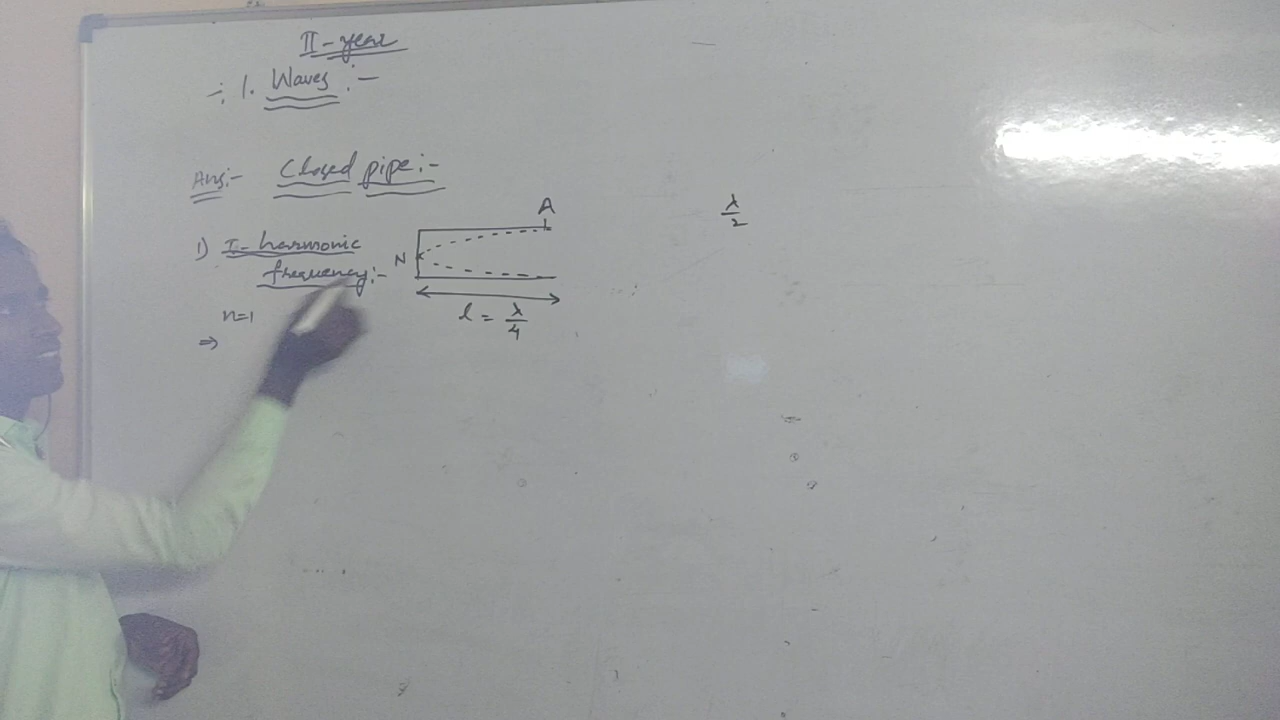 II-year
-: 1. Waves :-
Ans:- Closed pipe:-
A
λ/2
1) I-harmonic
frequency:-
N
n=1
l = λ/4
⇒